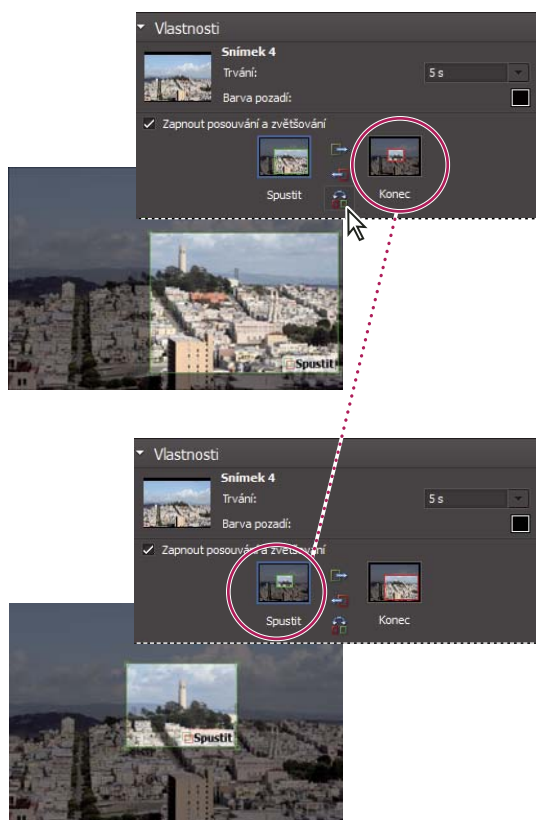 Vlastnosti
Snímek 4
Trvání:
5 s
Barva pozadí:
Zapnout posouvání a zvětšování
Spustit
Konec
Spustit
Vlastnosti
Snímek 4
Trvání:
5 s
Barva pozadí:
Zapnout posouvání a zvětšování
Spustit
Konec
Spustit